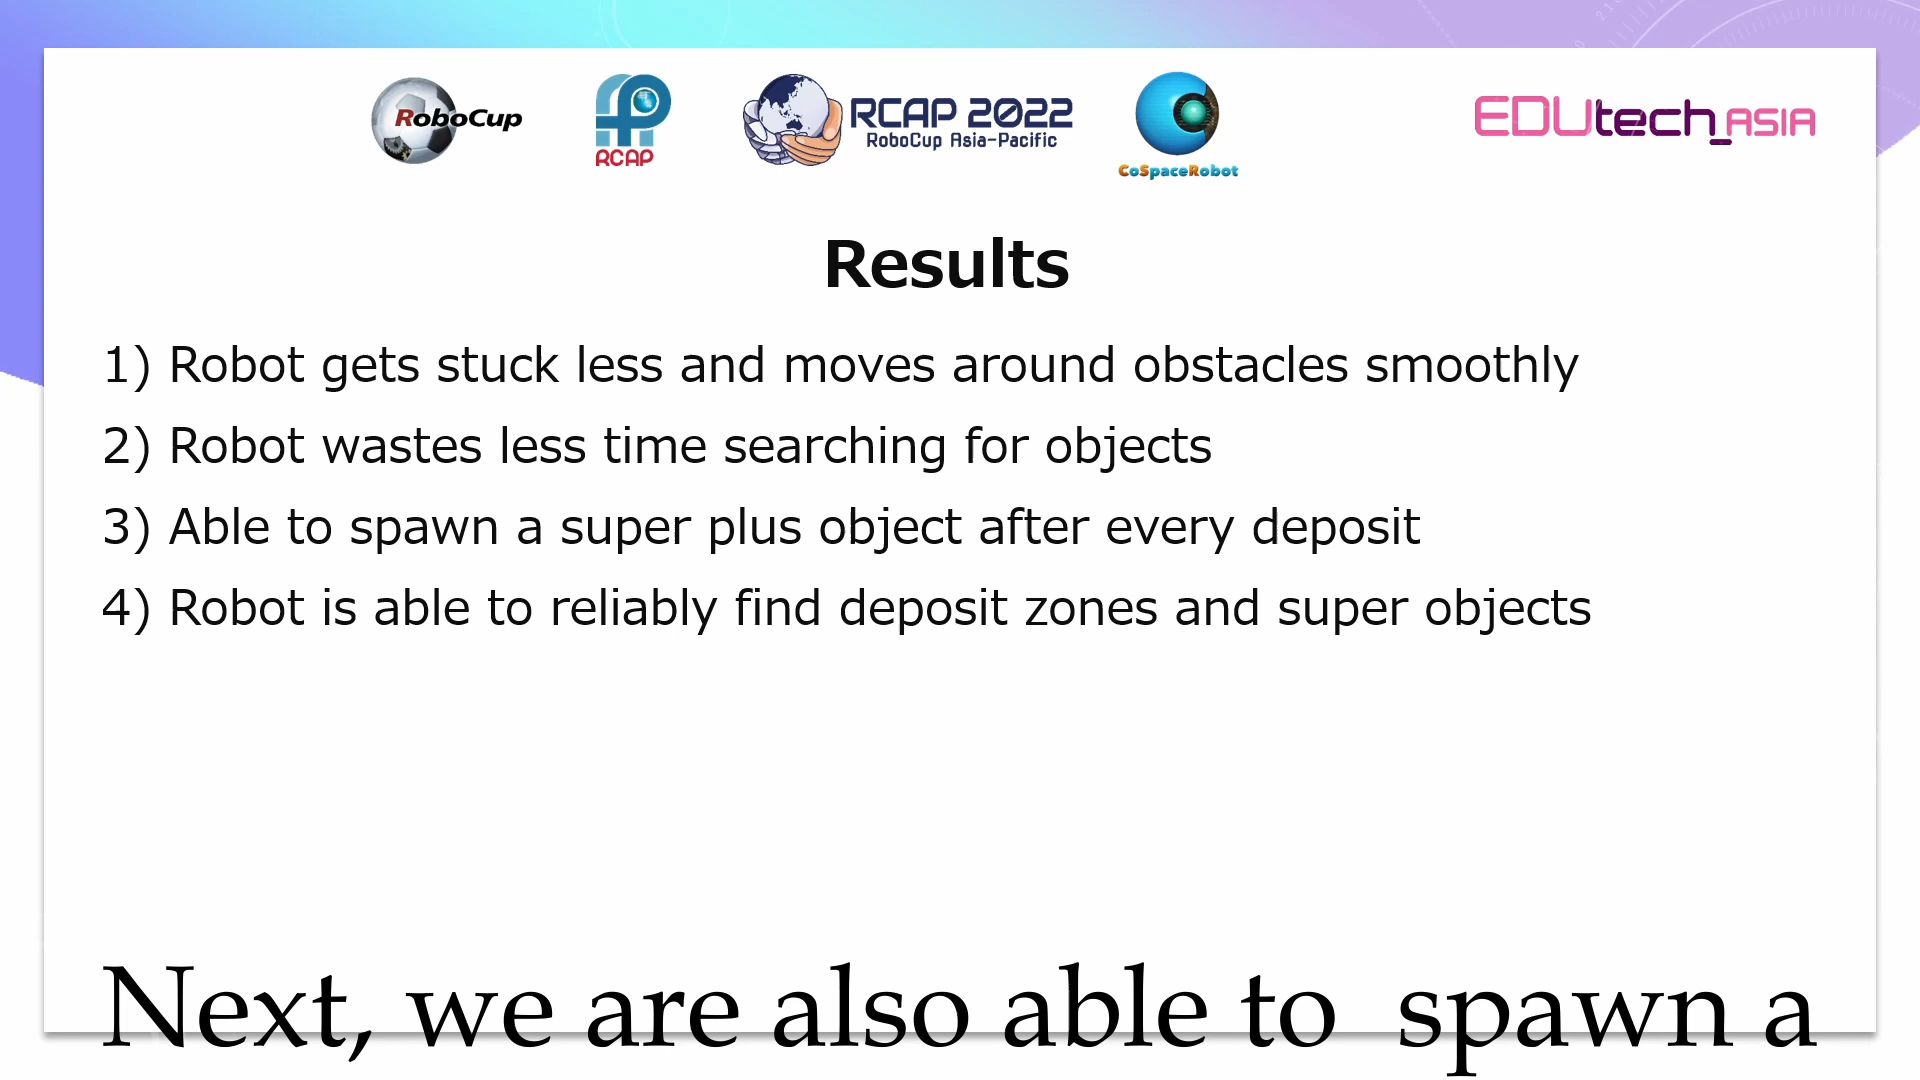 RoboCup
RCAP
RCAP 2022
RoboCup Asia-Pacific
CoSpaceRobot
EDUtech_ASIA
Results
1) Robot gets stuck less and moves around obstacles smoothly
2) Robot wastes less time searching for objects
3) Able to spawn a super plus object after every deposit
4) Robot is able to reliably find deposit zones and super objects
Next, we are also able to spawn a